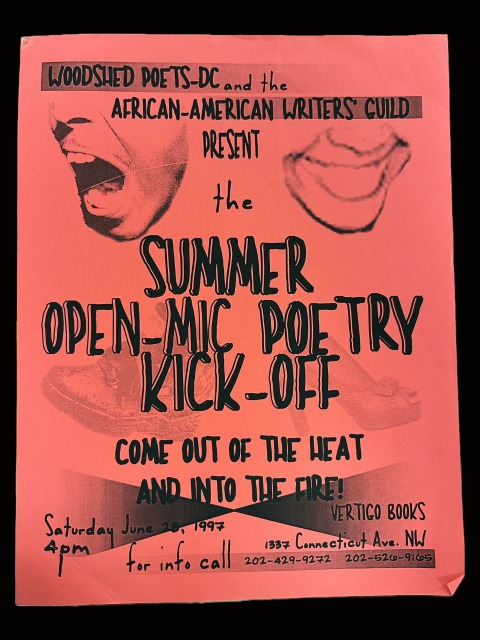 WOODSHED POETS-DC and the
AFRICAN-AMERICAN WRITERS' GUILD
PRESENT
the
SUMMER
OPEN-MIC POETRY
KICK-OFF
COME OUT OF THE HEAT
AND INTO THE FIRE!
VERTIGO BOOKS
Saturday June 28, 1997
4pm
1337 Connecticut Ave. NW
for info call 202-429-9272 202-526-9165